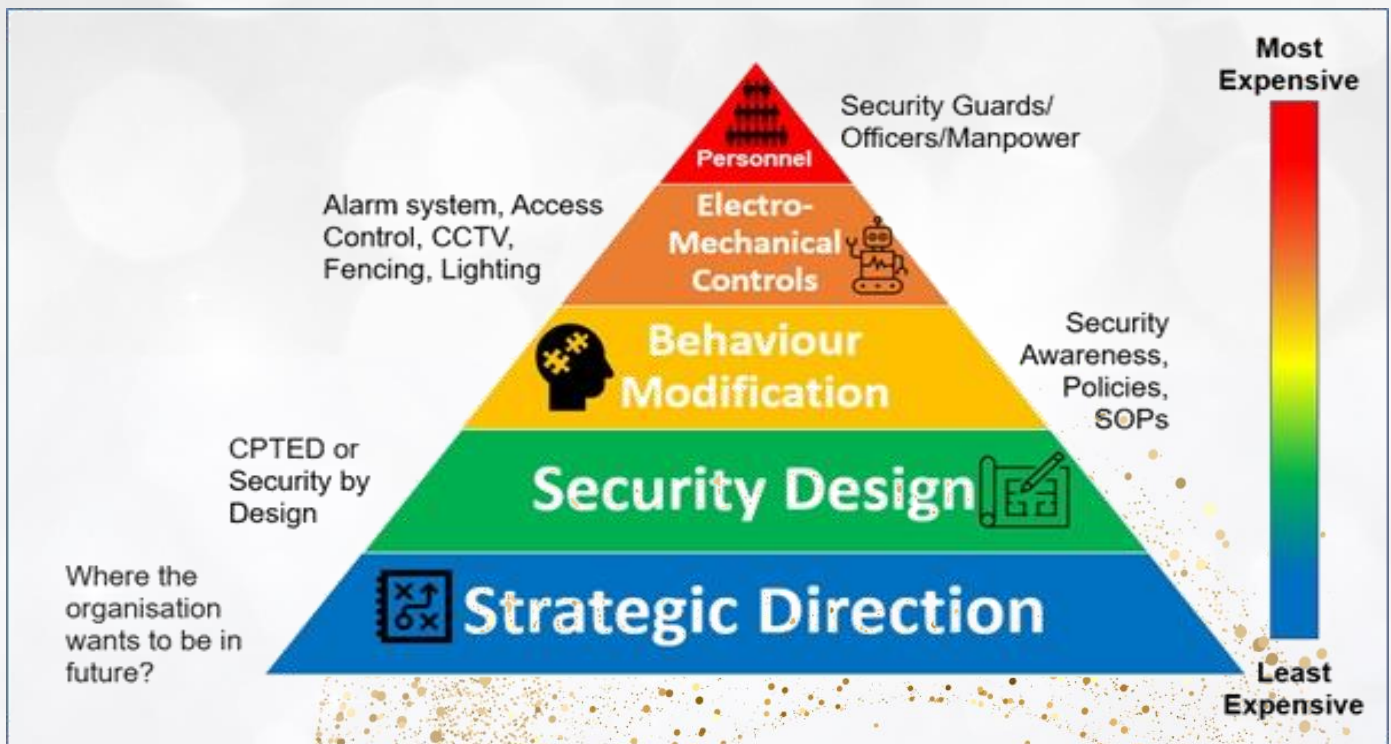 Most
Expensive
Security Guards/
Officers/Manpower
Personnel
Alarm system, Access
Control, CCTV,
Fencing, Lighting
Electro-
Mechanical
Controls
Security
Awareness,
Policies,
SOPs
Behaviour
Modification
CPTED or
Security by
Design
Security Design
Where the
organisation
wants to be in
future?
Strategic Direction
Least
Expensive